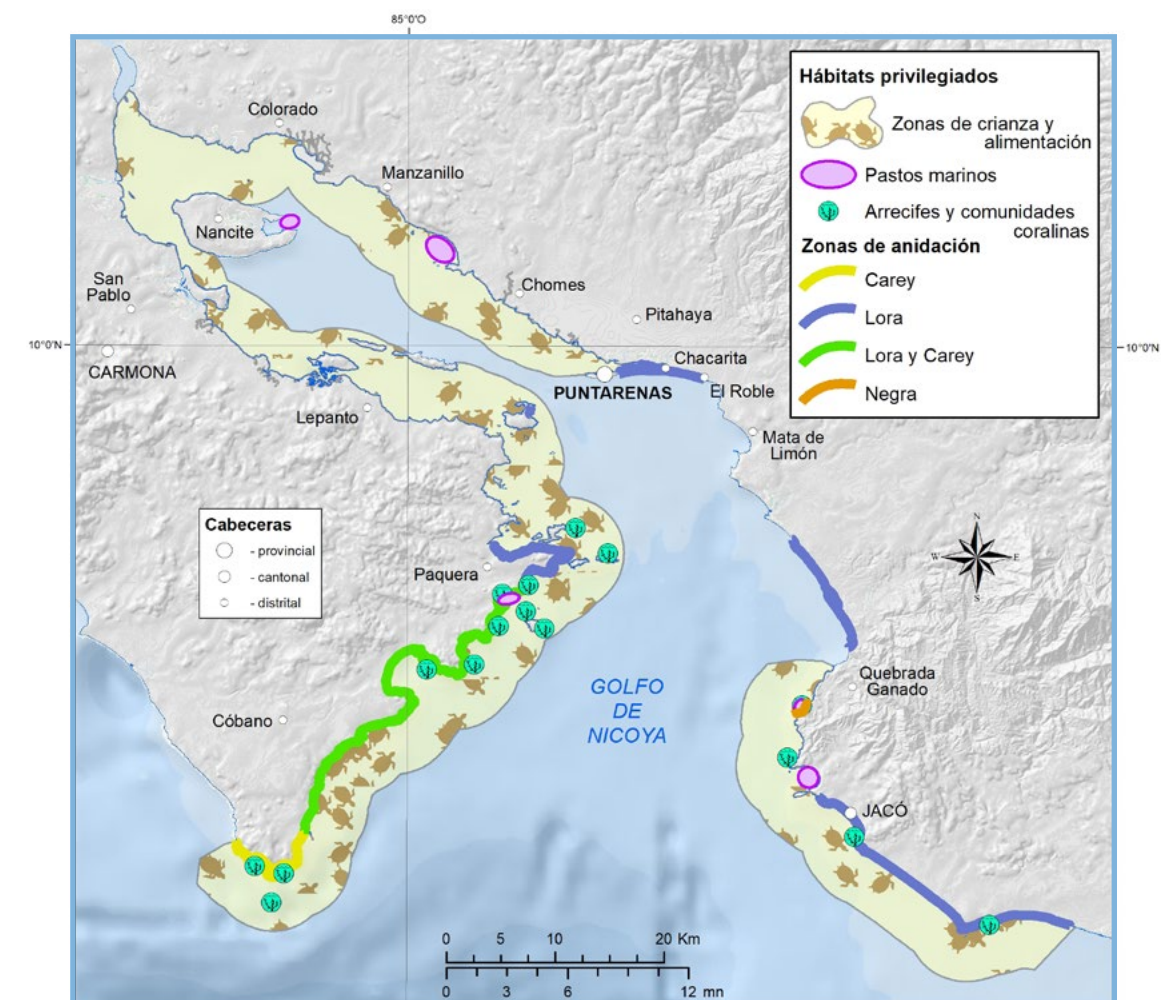 85°0'O
Hábitats privilegiados
Zonas de crianza y
alimentación
Pastos marinos
Arrecifes y comunidades
coralinas
Zonas de anidación
Carey
Lora
Lora y Carey
Negra
Colorado
Manzanillo
Nancite
San
Pablo
Chomes
Pitahaya
10°0'N
10°0'N
CARMONA
Chacarita
PUNTARENAS
El Roble
Lepanto
Mata de
Limón
Cabeceras
- provincial
- cantonal
- distrital
N
W
E
S
Paquera
Quebrada
Ganado
GOLFO
DE
NICOYA
Cóbano
JACÓ
0 5 10 20 Km
0 3 6 12 mn